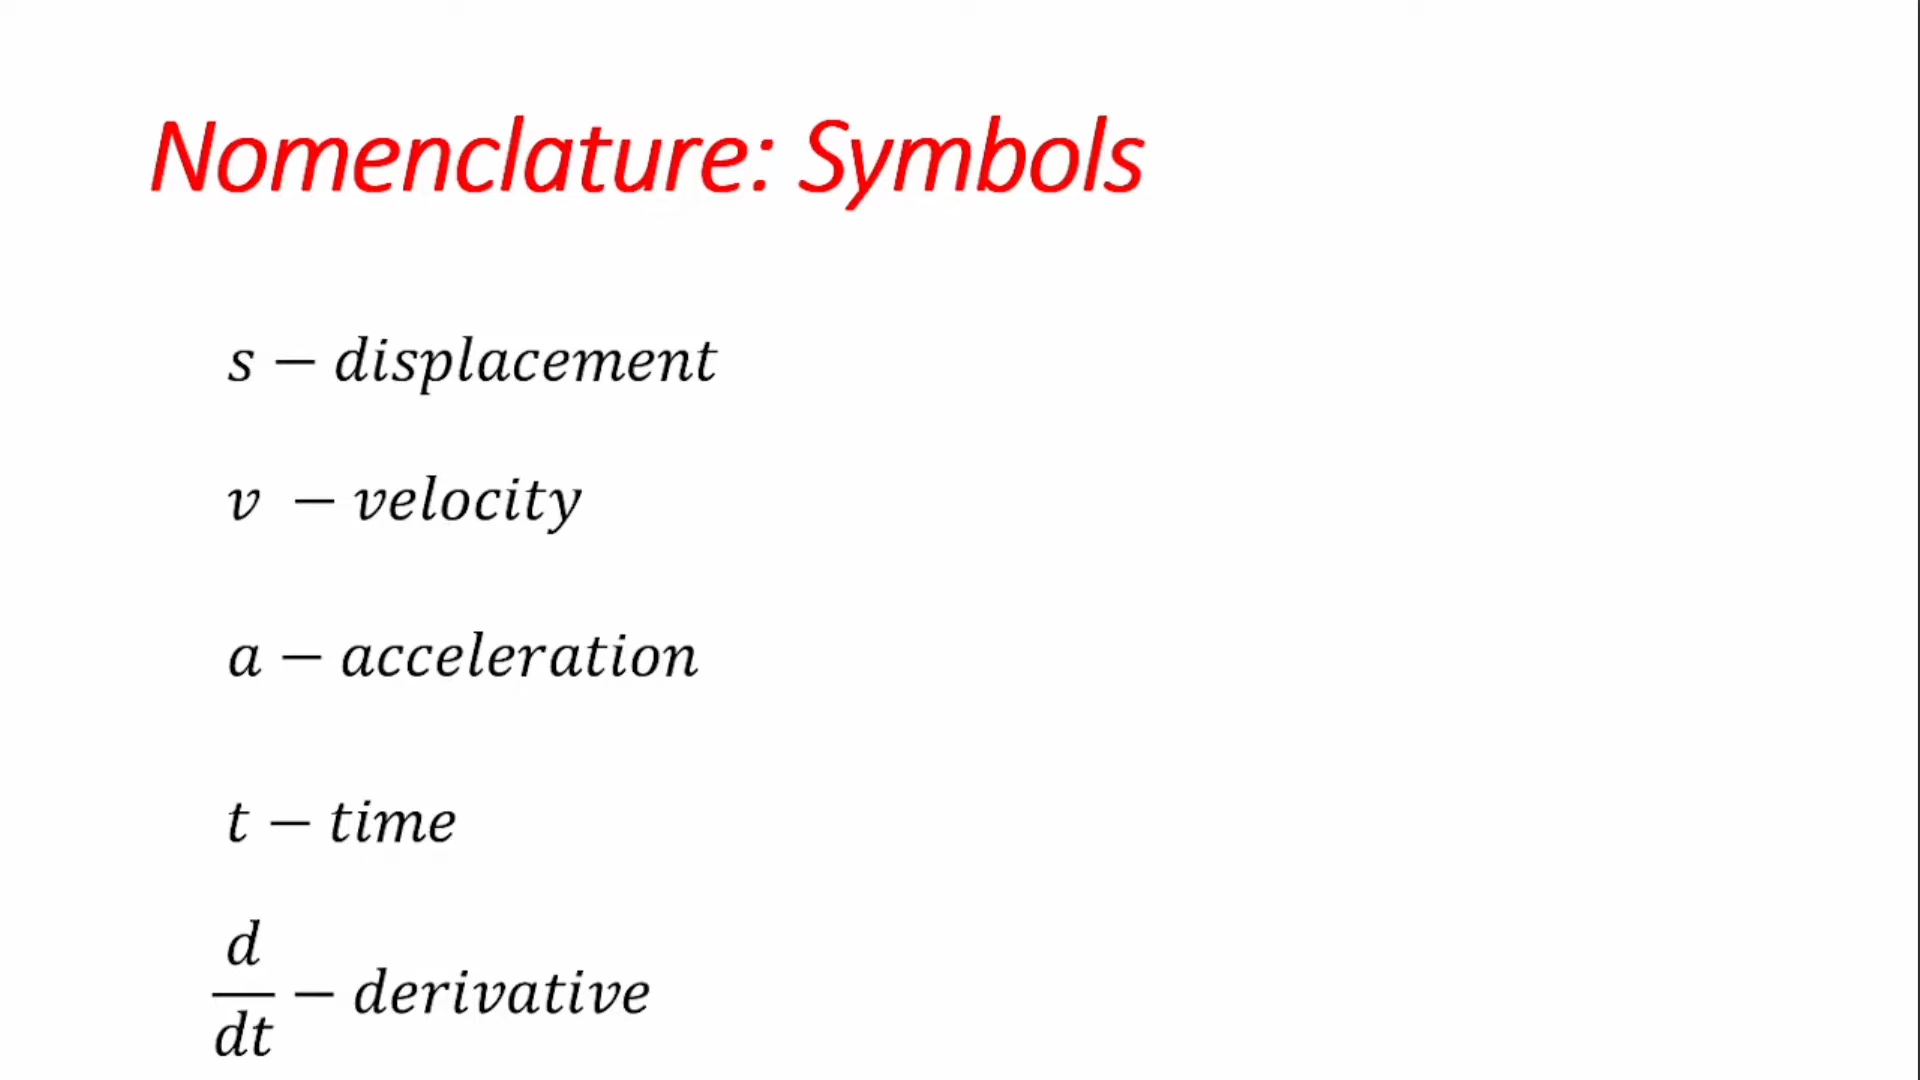 Nomenclature: Symbols
s − displacement
v − velocity
a − acceleration
t − time
d/dt − derivative